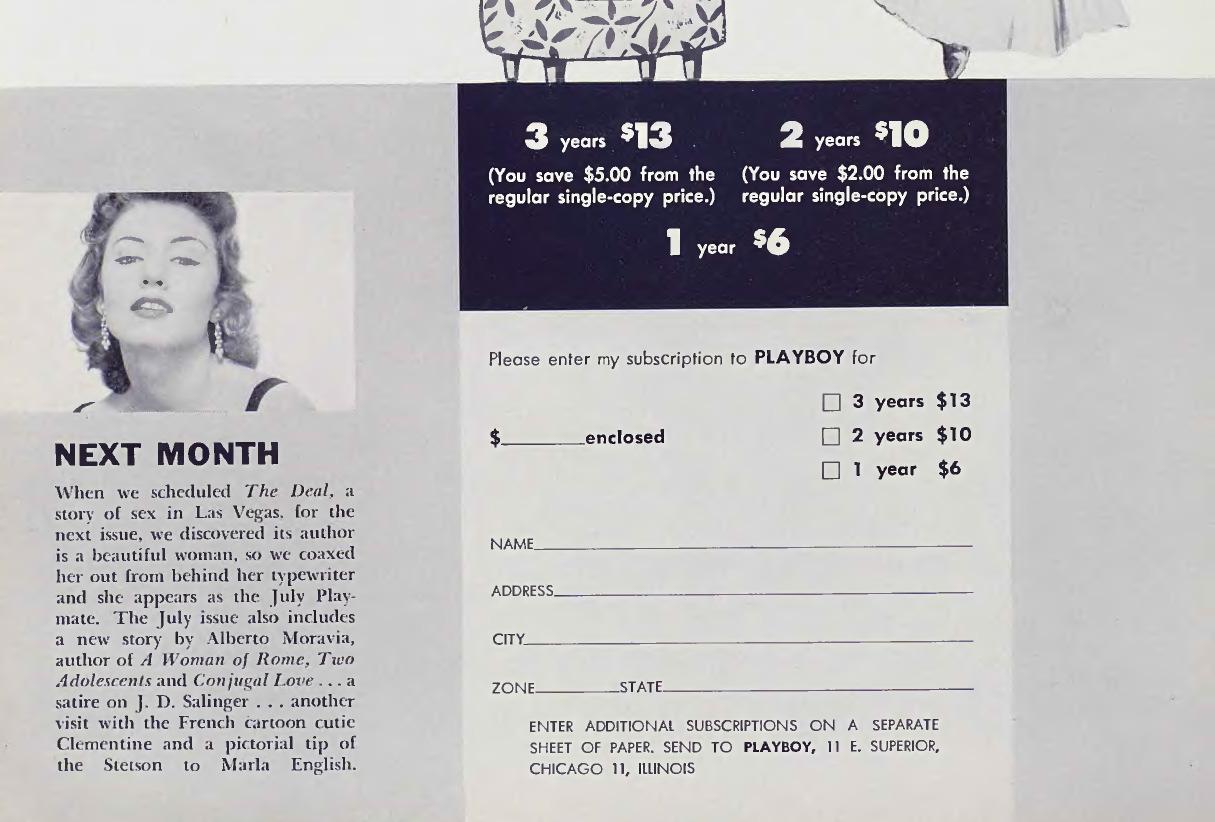 3 years $13
(You save $5.00 from the
regular single-copy price.)
2 years $10
(You save $2.00 from the
regular single-copy price.)
1 year $6
Please enter my subscription to PLAYBOY for
☐ 3 years $13
$________enclosed
☐ 2 years $10
☐ 1 year $6
NAME
ADDRESS
CITY
ZONE________STATE
ENTER ADDITIONAL SUBSCRIPTIONS ON A SEPARATE
SHEET OF PAPER. SEND TO PLAYBOY, 11 E. SUPERIOR,
CHICAGO 11, ILLINOIS
NEXT MONTH
When we scheduled The Deal, a
story of sex in Las Vegas, for the
next issue, we discovered its author
is a beautiful woman, so we coaxed
her out from behind her typewriter
and she appears as the July Play-
mate. The July issue also includes
a new story by Alberto Moravia,
author of A Woman of Rome, Two
Adolescents and Conjugal Love . . . a
satire on J. D. Salinger . . . another
visit with the French cartoon cutie
Clementine and a pictorial tip of
the Stetson to Marla English.